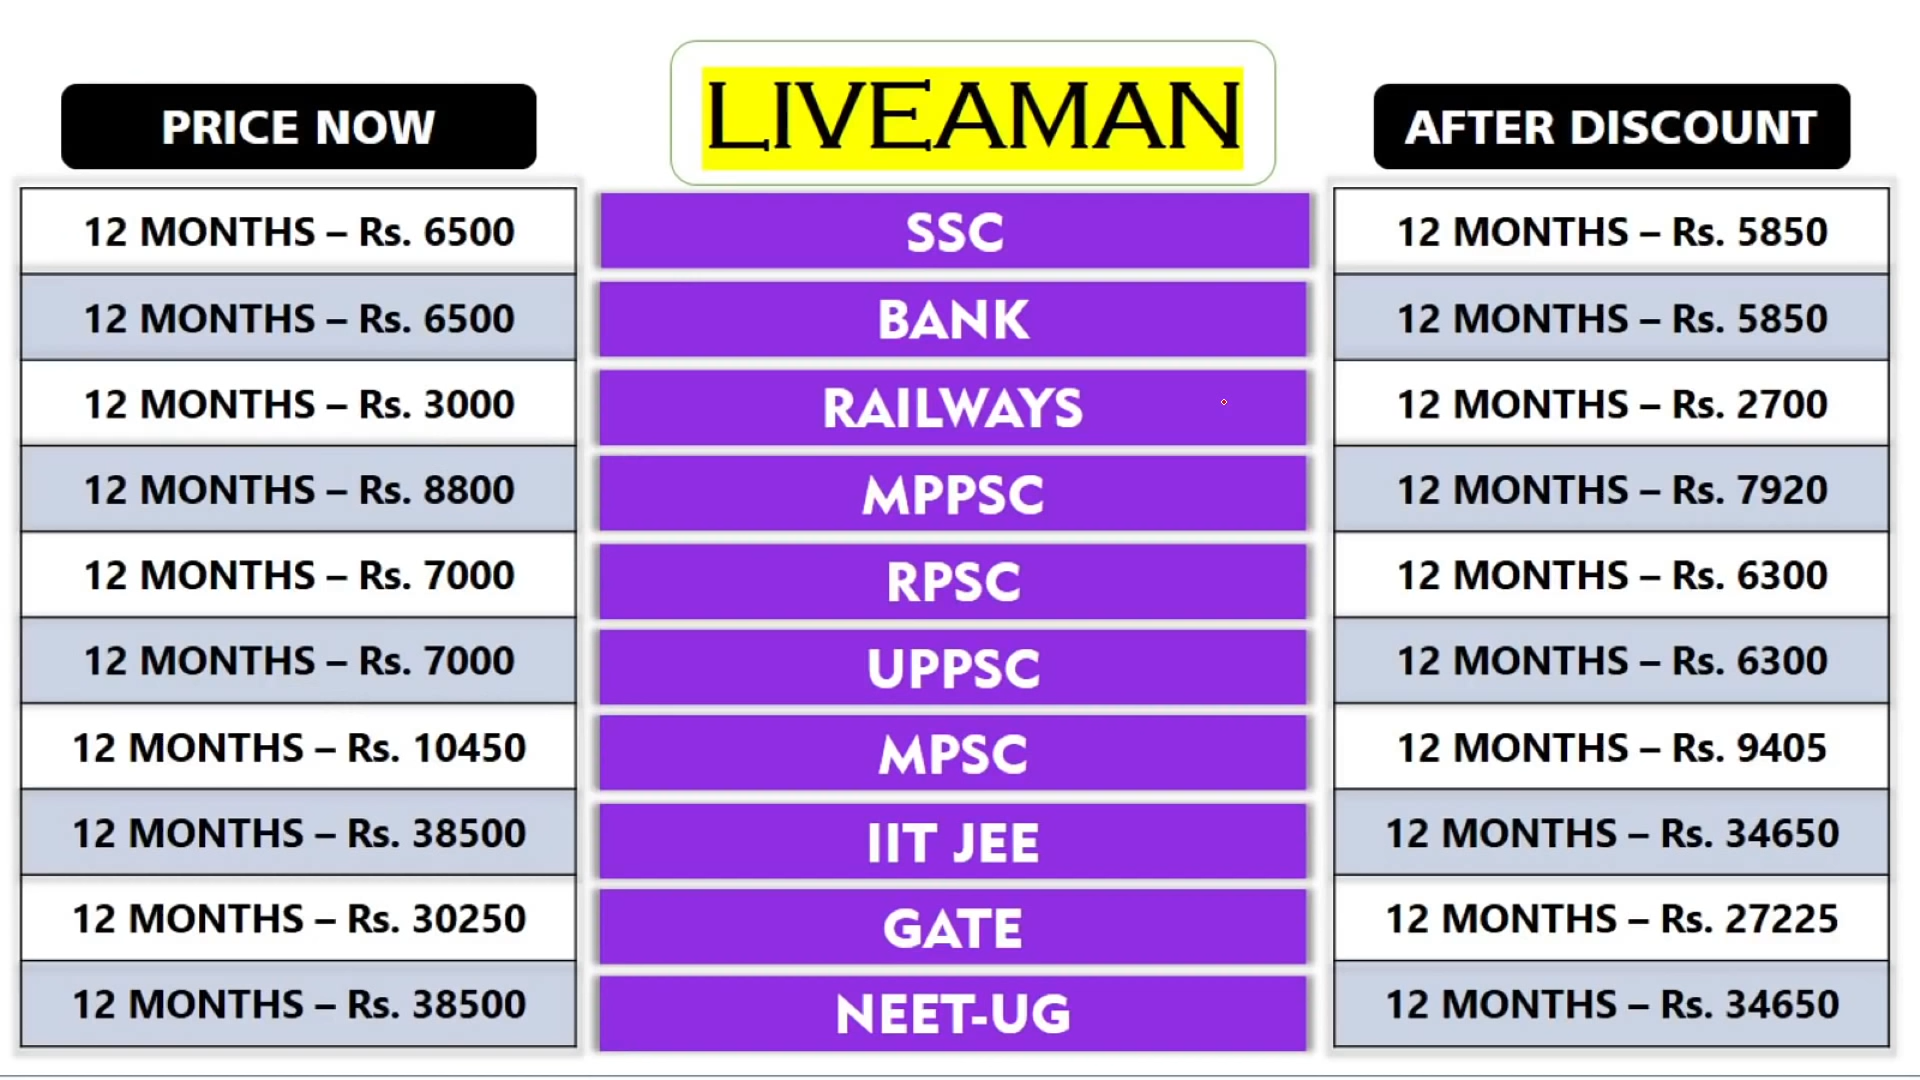 LIVEAMAN
PRICE NOW
AFTER DISCOUNT
12 MONTHS – Rs. 6500
SSC
12 MONTHS – Rs. 5850
12 MONTHS – Rs. 6500
BANK
12 MONTHS – Rs. 5850
12 MONTHS – Rs. 3000
RAILWAYS
12 MONTHS – Rs. 2700
12 MONTHS – Rs. 8800
MPPSC
12 MONTHS – Rs. 7920
12 MONTHS – Rs. 7000
RPSC
12 MONTHS – Rs. 6300
12 MONTHS – Rs. 7000
UPPSC
12 MONTHS – Rs. 6300
12 MONTHS – Rs. 10450
MPSC
12 MONTHS – Rs. 9405
12 MONTHS – Rs. 38500
IIT JEE
12 MONTHS – Rs. 34650
12 MONTHS – Rs. 30250
GATE
12 MONTHS – Rs. 27225
12 MONTHS – Rs. 38500
NEET-UG
12 MONTHS – Rs. 34650